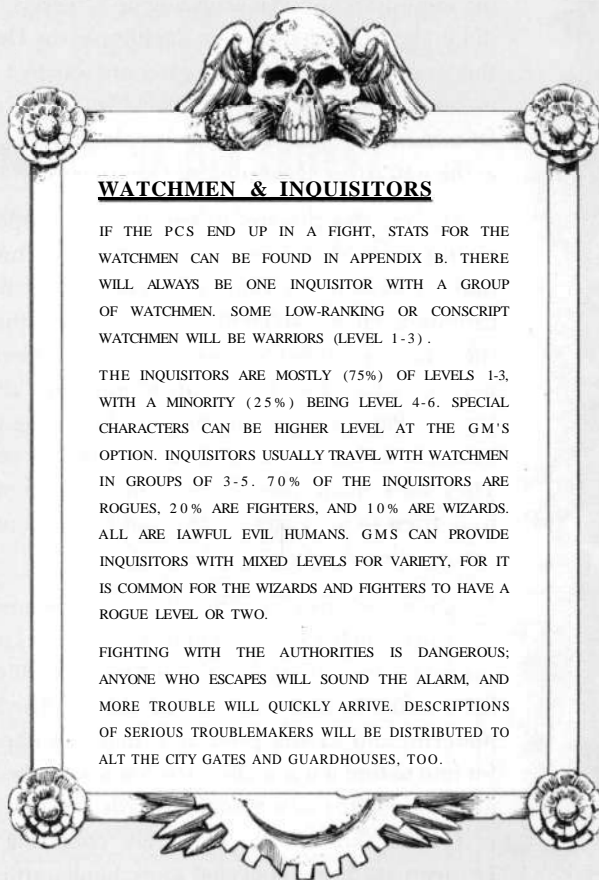 WATCHMEN & INQUISITORS
IF THE PCS END UP IN A FIGHT, STATS FOR THE
WATCHMEN CAN BE FOUND IN APPENDIX B. THERE
WILL ALWAYS BE ONE INQUISITOR WITH A GROUP
OF WATCHMEN. SOME LOW-RANKING OR CONSCRIPT
WATCHMEN WILL BE WARRIORS (LEVEL 1-3).
THE INQUISITORS ARE MOSTLY (75%) OF LEVELS 1-3,
WITH A MINORITY (25%) BEING LEVEL 4-6. SPECIAL
CHARACTERS CAN BE HIGHER LEVEL AT THE GM'S
OPTION. INQUISITORS USUALLY TRAVEL WITH WATCHMEN
IN GROUPS OF 3-5. 70% OF THE INQUISITORS ARE
ROGUES, 20% ARE FIGHTERS, AND 10% ARE WIZARDS.
ALL ARE IAWFUL EVIL HUMANS. GMS CAN PROVIDE
INQUISITORS WITH MIXED LEVELS FOR VARIETY, FOR IT
IS COMMON FOR THE WIZARDS AND FIGHTERS TO HAVE A
ROGUE LEVEL OR TWO.
FIGHTING WITH THE AUTHORITIES IS DANGEROUS;
ANYONE WHO ESCAPES WILL SOUND THE ALARM, AND
MORE TROUBLE WILL QUICKLY ARRIVE. DESCRIPTIONS
OF SERIOUS TROUBLEMAKERS WILL BE DISTRIBUTED TO
ALT THE CITY GATES AND GUARDHOUSES, TOO.